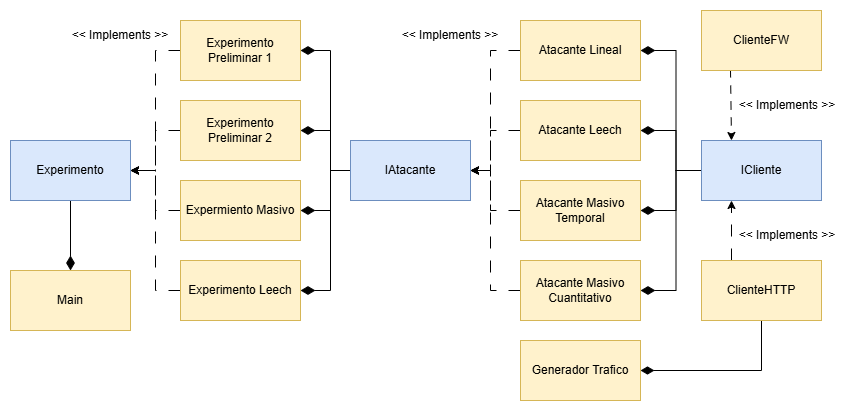 << Implements >>
Experimento
Preliminar 1
<< Implements >>
Atacante Lineal
ClienteFW
<< Implements >>
Experimento
Preliminar 2
Atacante Leech
Experimento
IAtacante
ICliente
Expermiento Masivo
Atacante Masivo
Temporal
<< Implements >>
Main
Experimento Leech
Atacante Masivo
Cuantitativo
ClienteHTTP
Generador Trafico